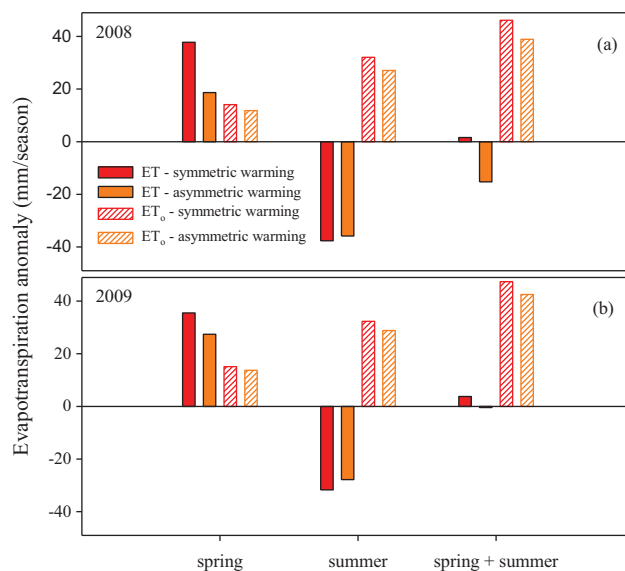 Evapotranspiration anomaly (mm/season)
2008
(a)
40
20
0
-20
-40
ET - symmetric warming
ET - asymmetric warming
ETo - symmetric warming
ETo - asymmetric warming
2009
(b)
40
20
0
-20
-40
spring summer spring + summer